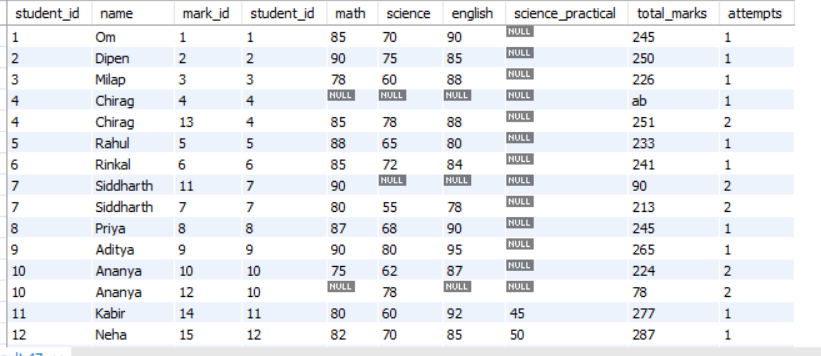 student_id name mark_id student_id math science english science_practical total_marks attempts
1 Om 1 1 85 70 90 NULL 245 1
2 Dipen 2 2 90 75 85 NULL 250 1
3 Milap 3 3 78 60 88 NULL 226 1
4 Chirag 4 4 NULL NULL NULL NULL ab 1
4 Chirag 13 4 85 78 88 NULL 251 2
5 Rahul 5 5 88 65 80 NULL 233 1
6 Rinkal 6 6 85 72 84 NULL 241 1
7 Siddharth 11 7 90 NULL NULL NULL 90 2
7 Siddharth 7 7 80 55 78 NULL 213 2
8 Priya 8 8 87 68 90 NULL 245 1
9 Aditya 9 9 90 80 95 NULL 265 1
10 Ananya 10 10 75 62 87 NULL 224 2
10 Ananya 12 10 NULL 78 NULL NULL 78 2
11 Kabir 14 11 80 60 92 45 277 1
12 Neha 15 12 82 70 85 50 287 1